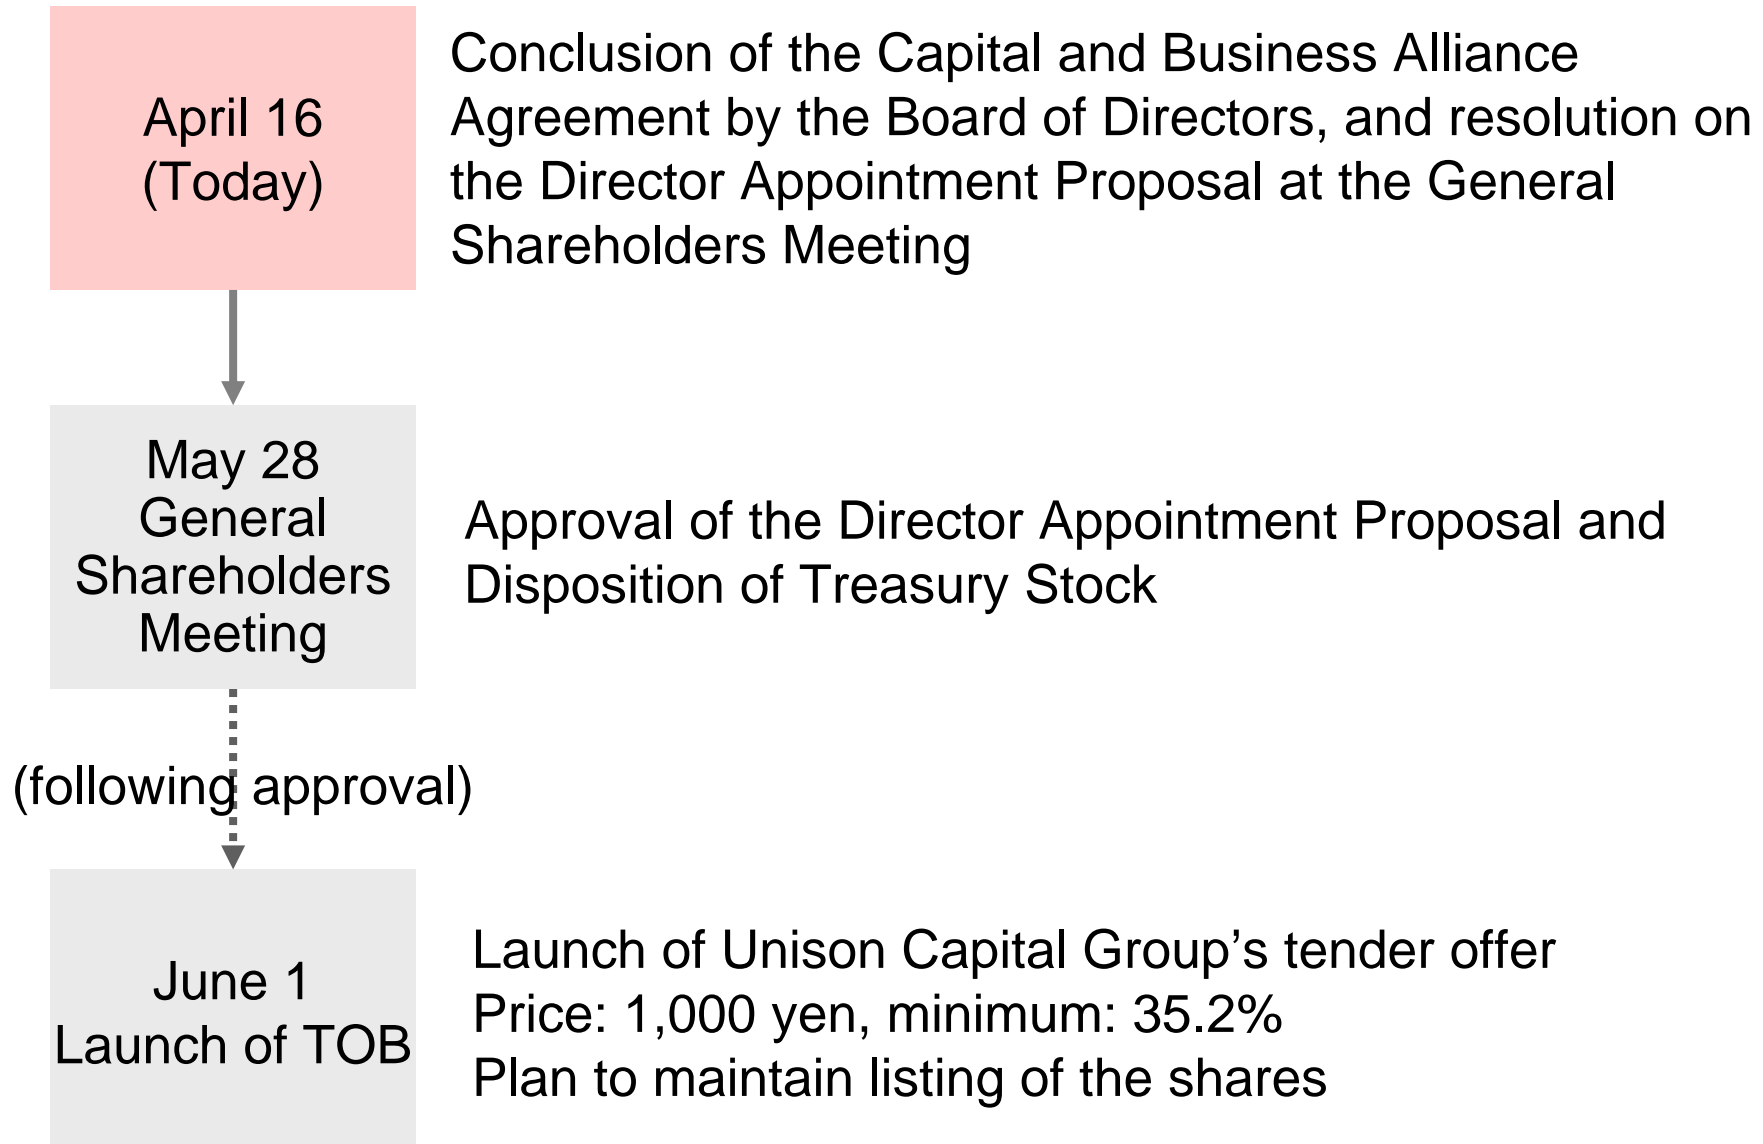 April 16
(Today)
Conclusion of the Capital and Business Alliance
Agreement by the Board of Directors, and resolution on
the Director Appointment Proposal at the General
Shareholders Meeting
May 28
General
Shareholders
Meeting
Approval of the Director Appointment Proposal and
Disposition of Treasury Stock
(following approval)
June 1
Launch of TOB
Launch of Unison Capital Group’s tender offer
Price: 1,000 yen, minimum: 35.2%
Plan to maintain listing of the shares